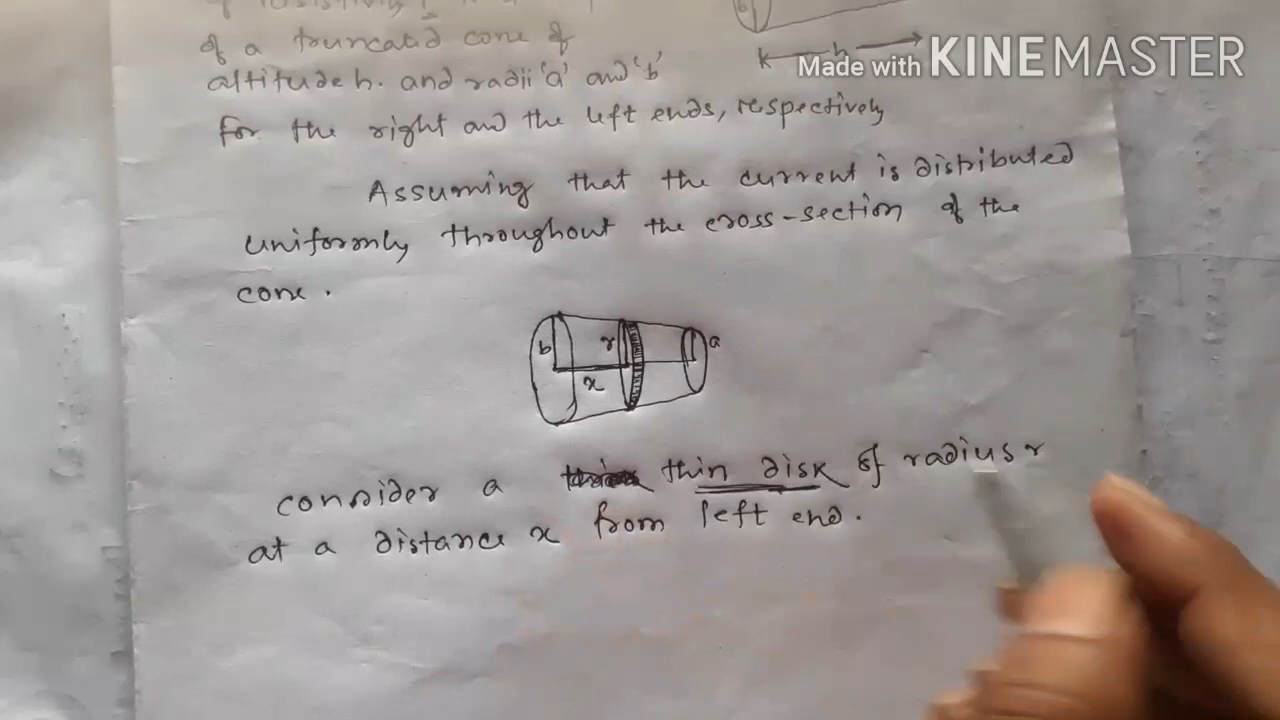 of resistivity
of a truncated cone of
altitude h. and radii 'a' and 'b'
for the right and the left ends, respectively
b
h
Made with KINEMASTER
Assuming that the current is distributed
uniformly throughout the cross-section of the
cone.
b r a
x
consider a thin disk of radius r
at a distance x from left end.